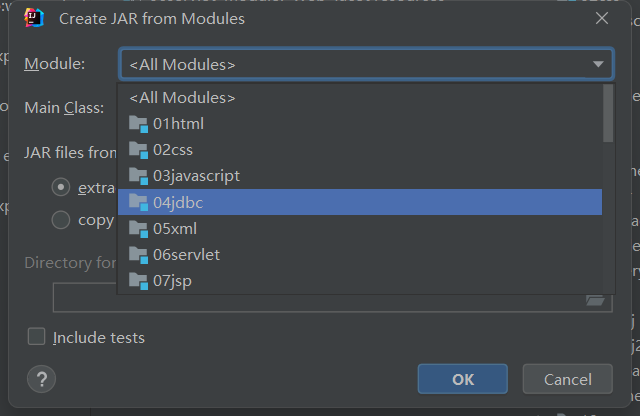 Create JAR from Modules
Module:
<All Modules>
<All Modules>
Main Class:
01html
02css
JAR files from
03javascript
extra
04jdbc
copy
05xml
06servlet
Directory for
07jsp
Include tests
?
OK
Cancel